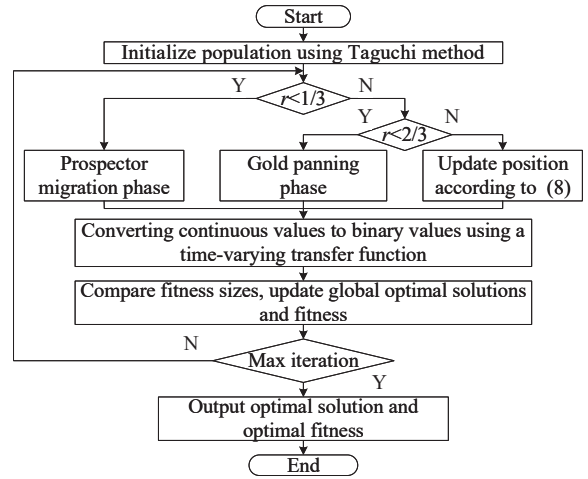 Start
Initialize population using Taguchi method
Y
r<1/3
N
Y
r<2/3
N
Prospector
migration phase
Gold panning
phase
Update position
according to (8)
Converting continuous values to binary values using a
time-varying transfer function
Compare fitness sizes, update global optimal solutions
and fitness
N
Max iteration
Y
Output optimal solution and
optimal fitness
End